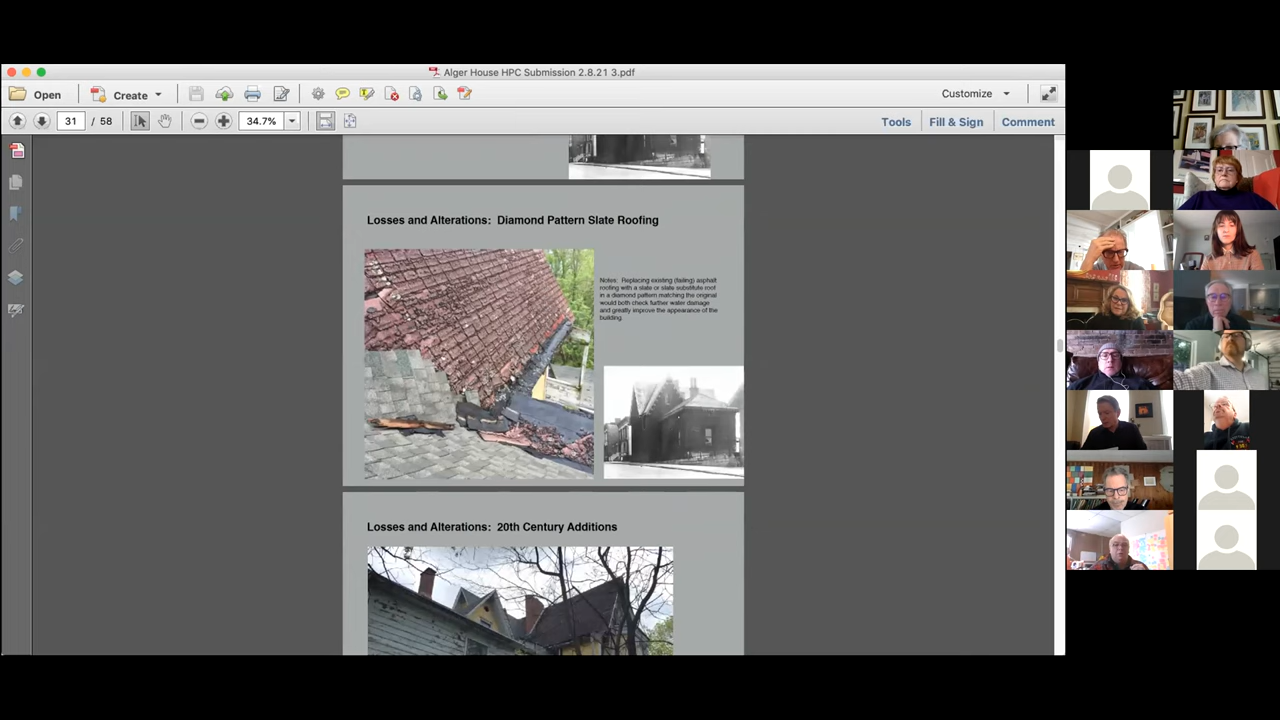 Alger House HPC Submission 2.8.21 3.pdf
Open
Create
Customize
31 / 58
34.7%
Tools
Fill & Sign
Comment
Losses and Alterations: Diamond Pattern Slate Roofing
Notes: Replacing existing (failing) asphalt
roofing with a slate or slate substitute roof
in a diamond pattern matching the original
would both check further water damage
and greatly improve the appearance of the
building.
Losses and Alterations: 20th Century Additions